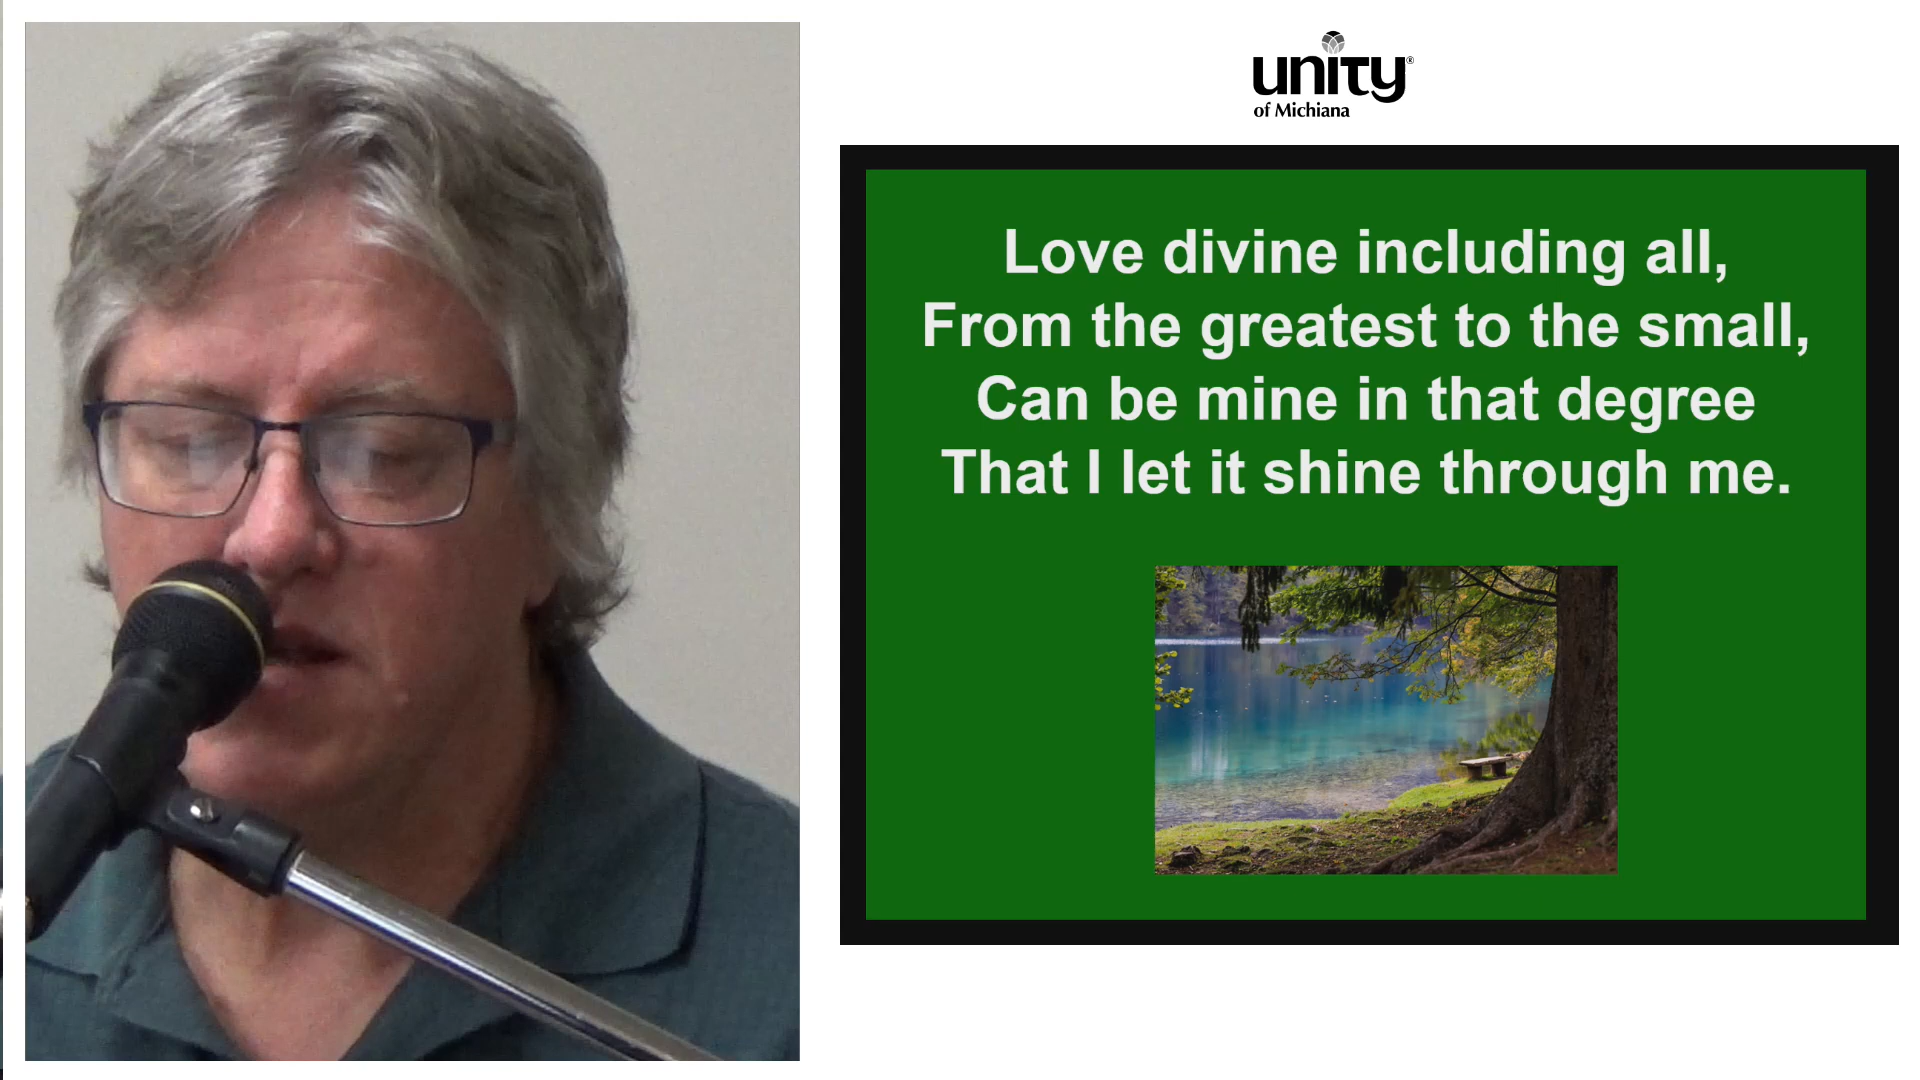 unity®
of Michiana
Love divine including all,
From the greatest to the small,
Can be mine in that degree
That I let it shine through me.